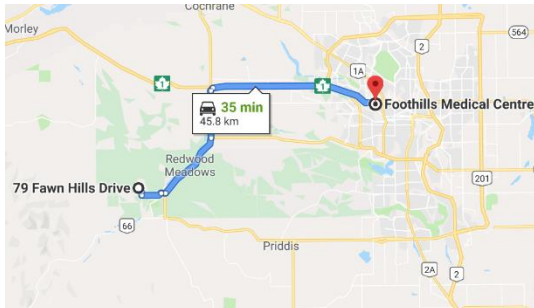 Cochrane
Morley
564
2
1A
1
1
Foothills Medical Centre
35 min
45.8 km
Redwood
Meadows
79 Fawn Hills Drive
201
66
Priddis
2A
2